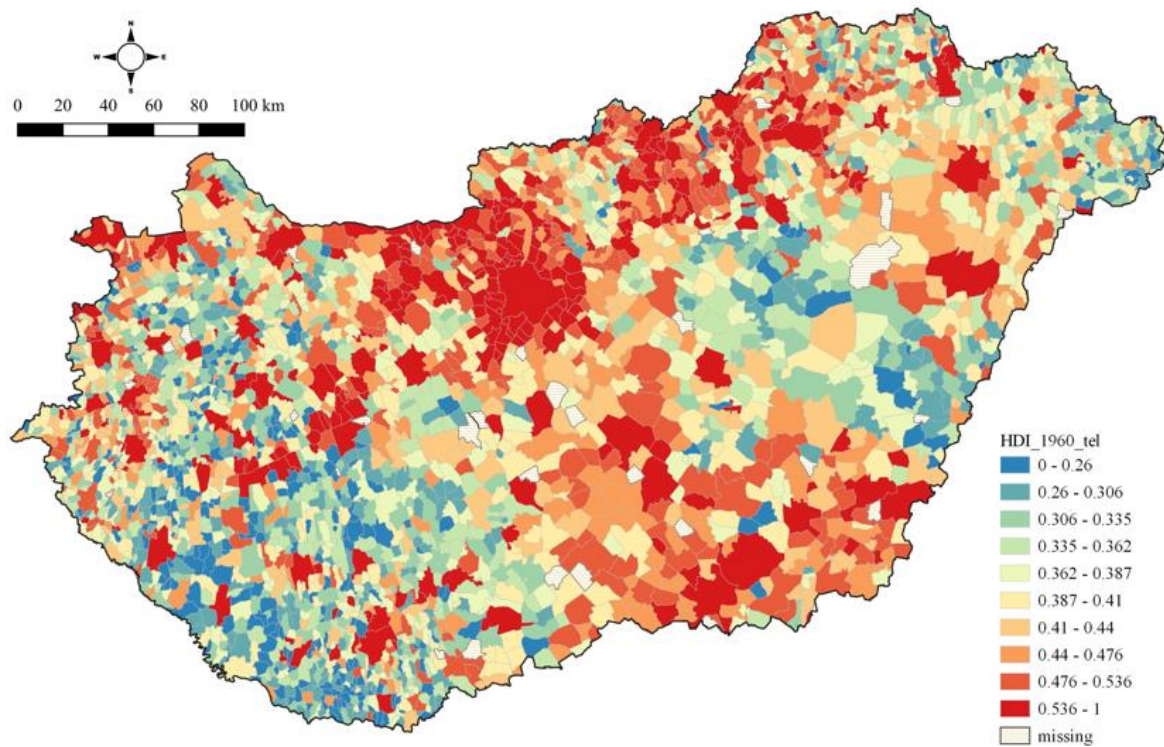 N
W E
S
0 20 40 60 80 100 km
HDI_1960_tel
0 - 0.26
0.26 - 0.306
0.306 - 0.335
0.335 - 0.362
0.362 - 0.387
0.387 - 0.41
0.41 - 0.44
0.44 - 0.476
0.476 - 0.536
0.536 - 1
missing